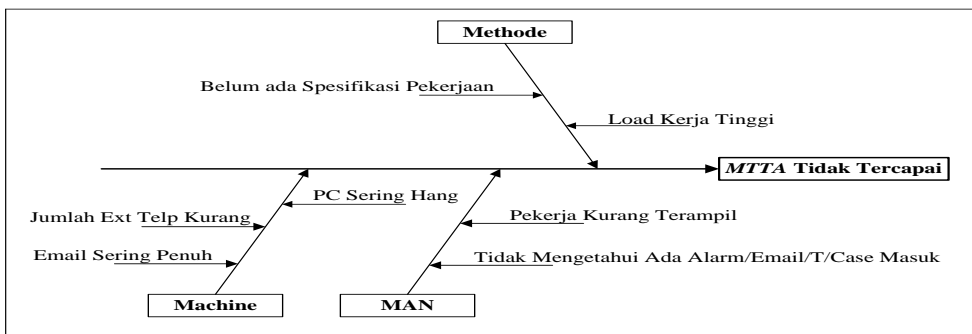 Methode
Belum ada Spesifikasi Pekerjaan
Load Kerja Tinggi
MTTA Tidak Tercapai
PC Sering Hang
Jumlah Ext Telp Kurang
Pekerja Kurang Terampil
Email Sering Penuh
Tidak Mengetahui Ada Alarm/Email/T/Case Masuk
Machine
MAN